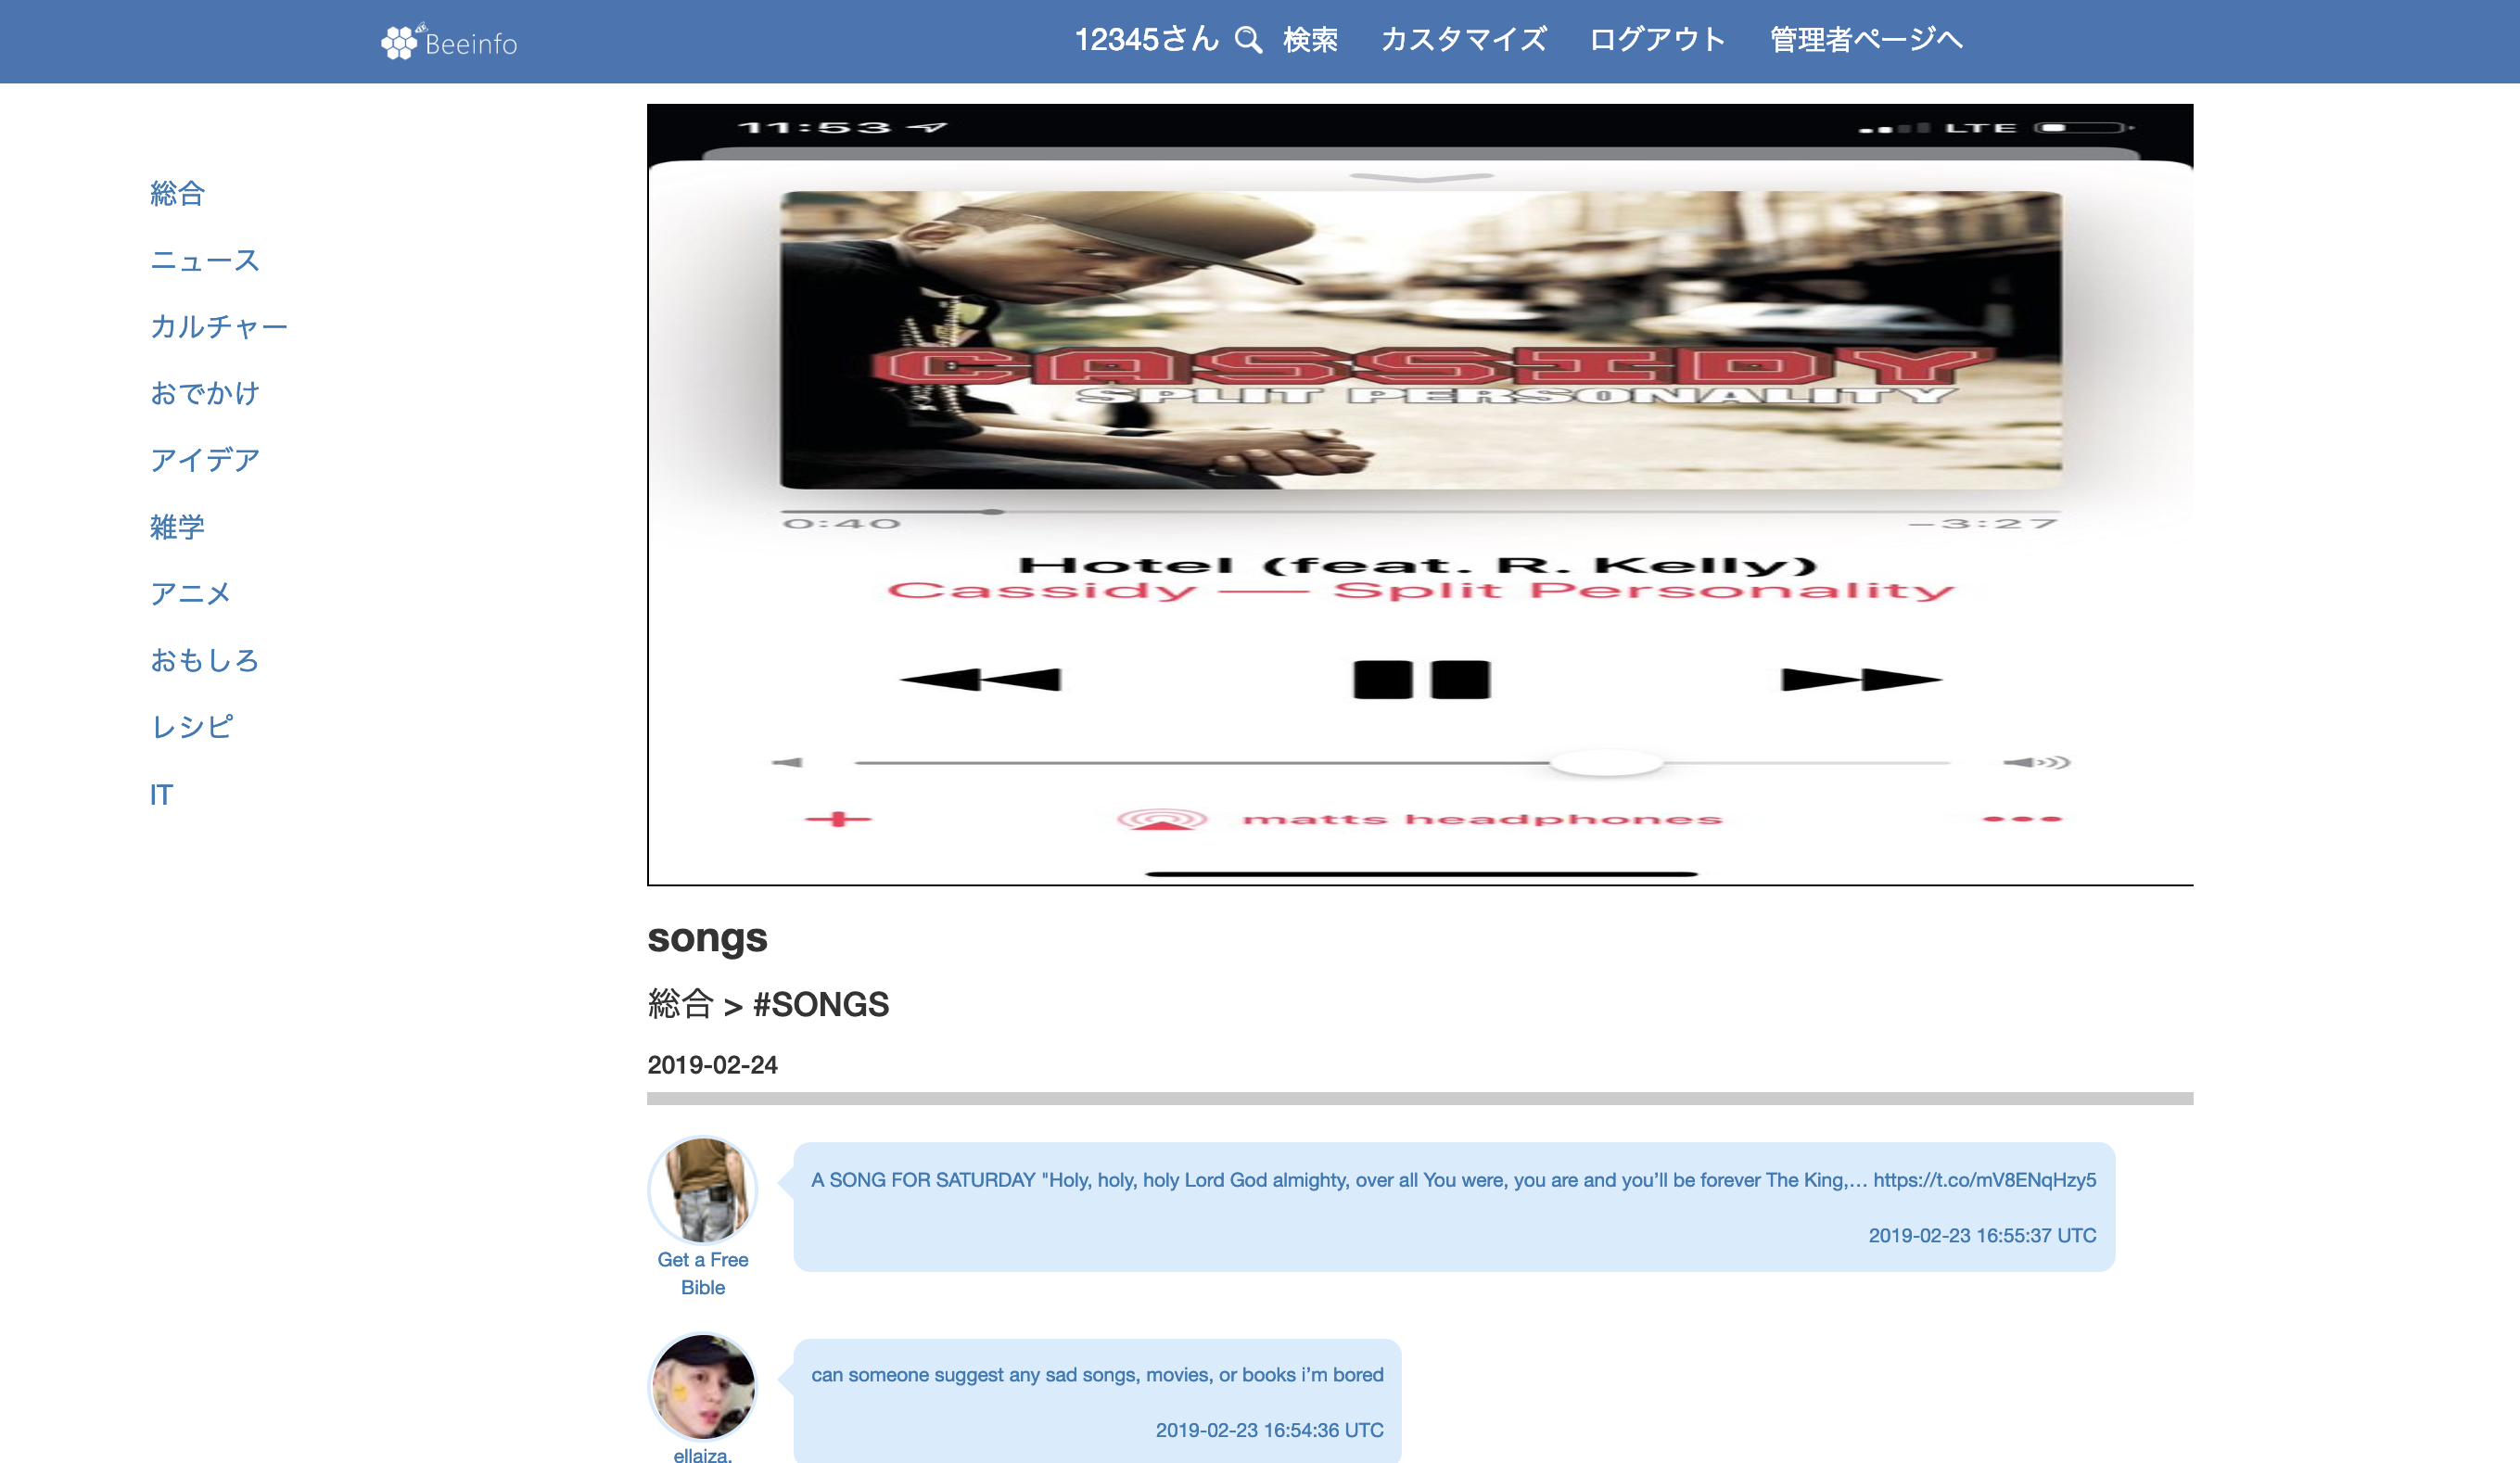 Beeinfo
12345さん 検索 カスタマイズ ログアウト 管理者ページへ
総合
ニュース
カルチャー
おでかけ
アイデア
雑学
アニメ
おもしろ
レシピ
IT
11:53 LTE
CASSIDY
SPLIT PERSONALITY
0:40 -3:27
Hotel (feat. R. Kelly)
Cassidy — Split Personality
matts headphones
songs
総合 > #SONGS
2019-02-24
A SONG FOR SATURDAY "Holy, holy, holy Lord God almighty, over all You were, you are and you’ll be forever The King,… https://t.co/mV8ENqHzy5
2019-02-23 16:55:37 UTC
Get a Free
Bible
can someone suggest any sad songs, movies, or books i’m bored
2019-02-23 16:54:36 UTC
ellaiza.